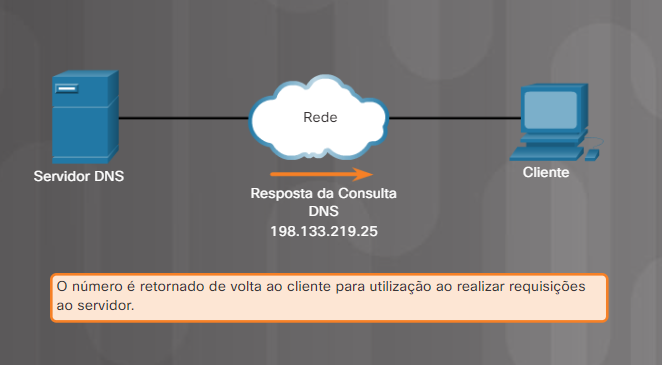 Rede
Servidor DNS
Cliente
Resposta da Consulta
DNS
198.133.219.25
O número é retornado de volta ao cliente para utilização ao realizar requisições
ao servidor.